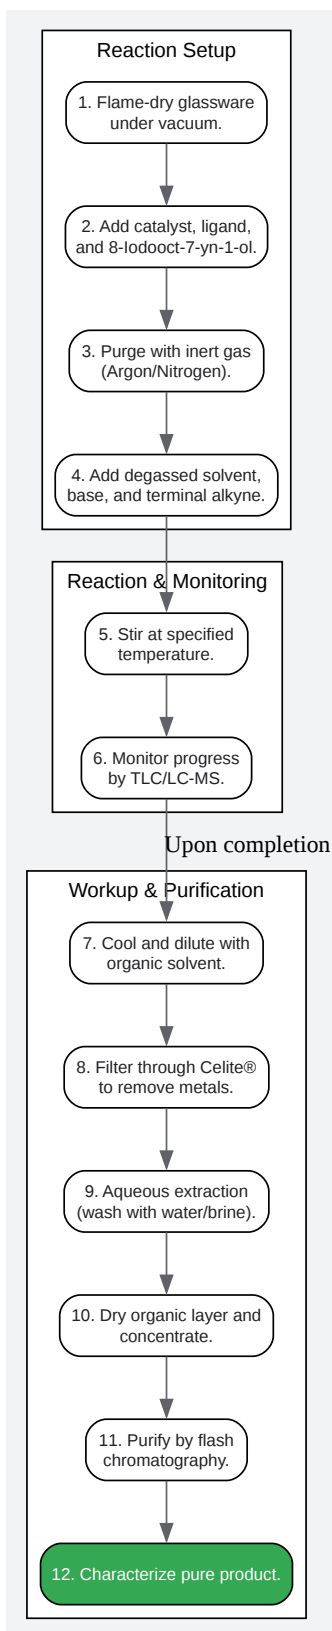 Reaction Setup
1. Flame-dry glassware
under vacuum.
2. Add catalyst, ligand,
and 8-Iodooct-7-yn-1-ol.
3. Purge with inert gas
(Argon/Nitrogen).
4. Add degassed solvent,
base, and terminal alkyne.
Reaction & Monitoring
5. Stir at specified
temperature.
6. Monitor progress
by TLC/LC-MS.
Upon completion
Workup & Purification
7. Cool and dilute with
organic solvent.
8. Filter through Celite®
to remove metals.
9. Aqueous extraction
(wash with water/brine).
10. Dry organic layer and
concentrate.
11. Purify by flash
chromatography.
12. Characterize pure product.